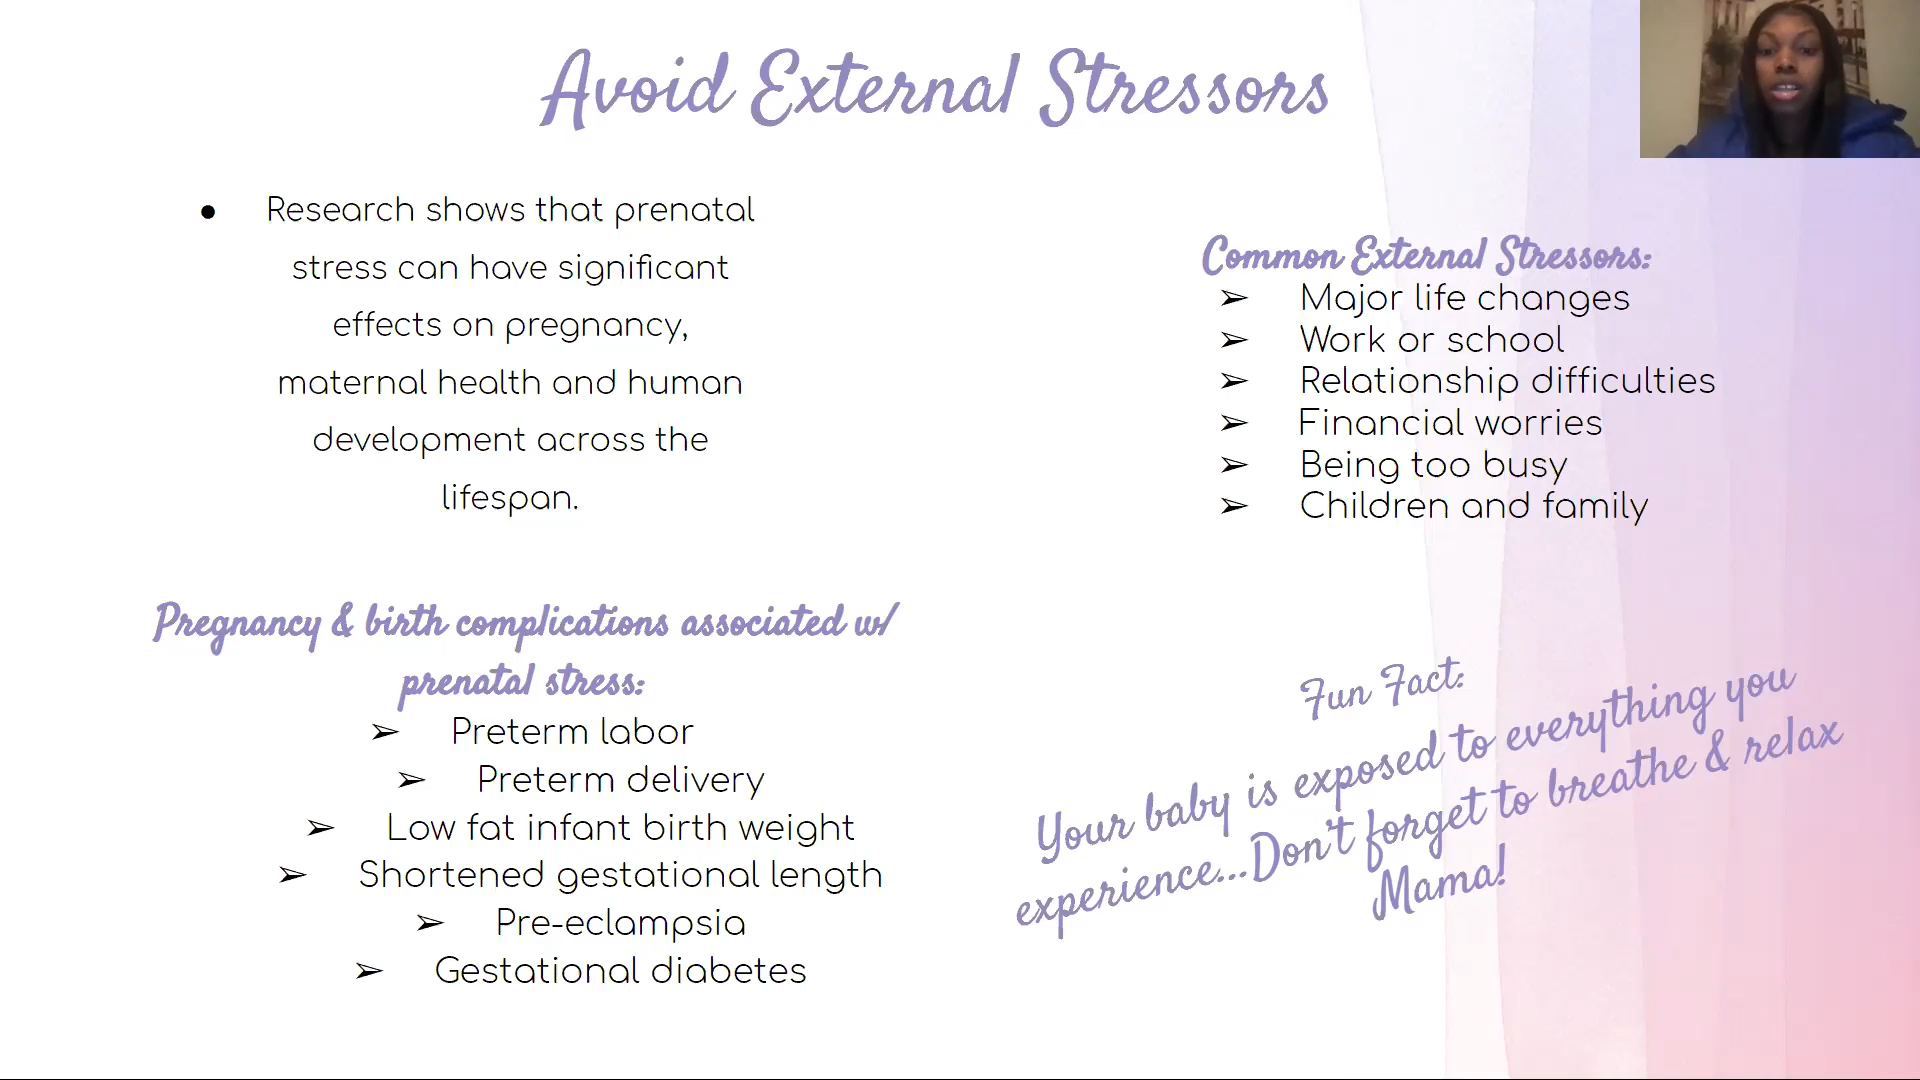 Avoid External Stressors
● Research shows that prenatal
stress can have significant
effects on pregnancy,
maternal health and human
development across the
lifespan.
Common External Stressors:
➢ Major life changes
➢ Work or school
➢ Relationship difficulties
➢ Financial worries
➢ Being too busy
➢ Children and family
Pregnancy & birth complications associated w/
prenatal stress:
➢ Preterm labor
➢ Preterm delivery
➢ Low fat infant birth weight
➢ Shortened gestational length
➢ Pre-eclampsia
➢ Gestational diabetes
Fun Fact:
Your baby is exposed to everything you
experience...Don't forget to breathe & relax
Mama!